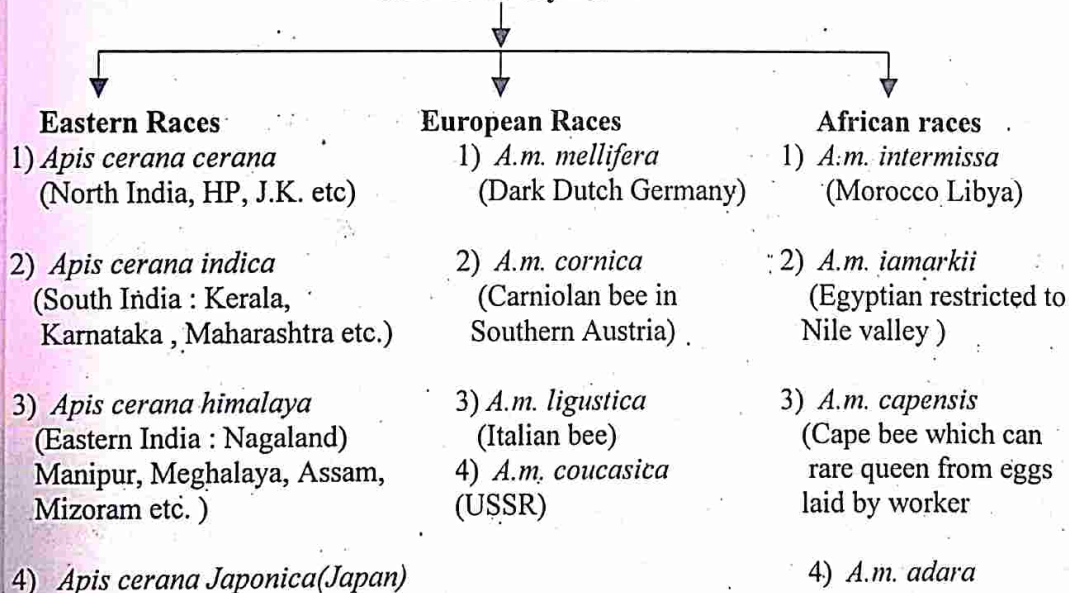 Eastern Races
1) Apis cerana cerana
(North India, HP, J.K. etc)
2) Apis cerana indica
(South India : Kerala,
Karnataka , Maharashtra etc.)
3) Apis cerana himalaya
(Eastern India : Nagaland)
Manipur, Meghalaya, Assam,
Mizoram etc. )
4) Apis cerana Japonica(Japan)
European Races
1) A.m. mellifera
(Dark Dutch Germany)
2) A.m. cornica
(Carniolan bee in
Southern Austria)
3) A.m. ligustica
(Italian bee)
4) A.m. coucasica
(USSR)
African races
1) A.m. intermissa
(Morocco Libya)
2) A.m. iamarkii
(Egyptian restricted to
Nile valley )
3) A.m. capensis
(Cape bee which can
rare queen from eggs
laid by worker
4) A.m. adara